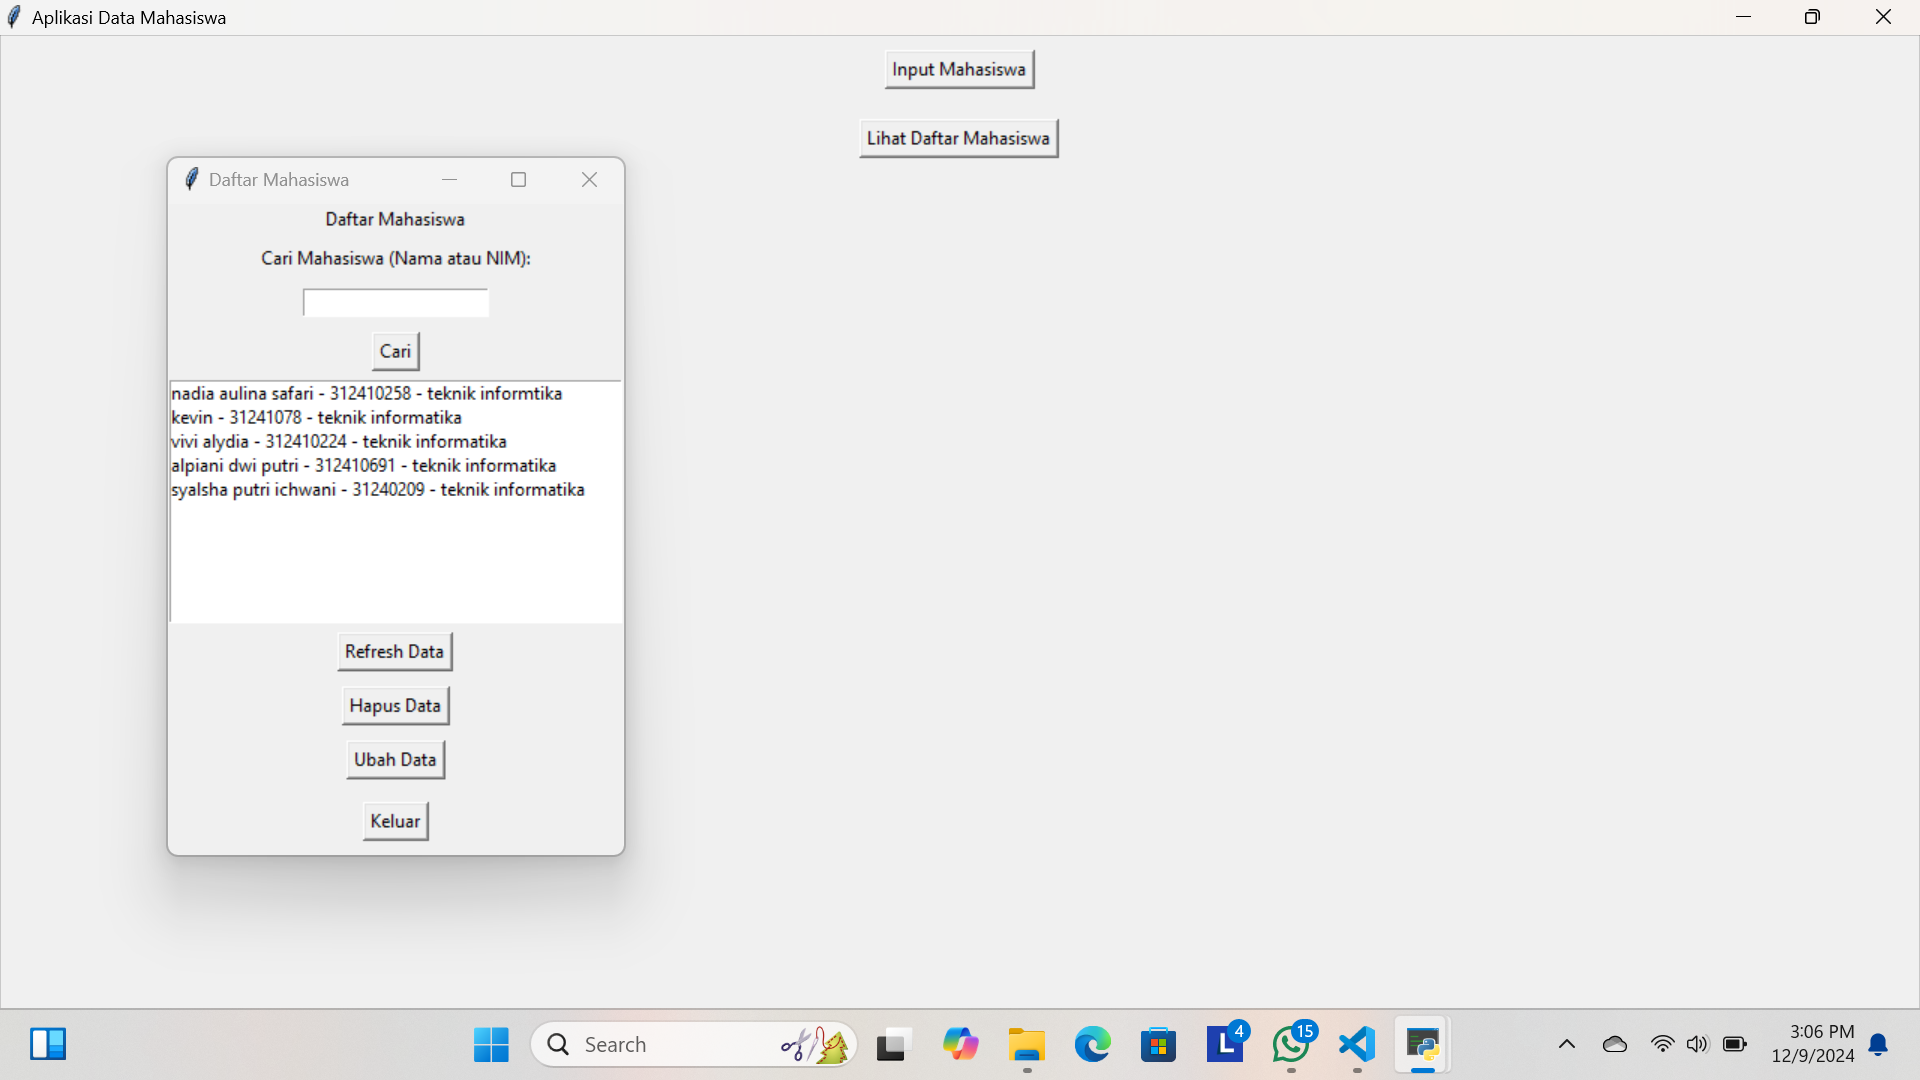 Aplikasi Data Mahasiswa
Input Mahasiswa
Lihat Daftar Mahasiswa
Daftar Mahasiswa
Daftar Mahasiswa
Cari Mahasiswa (Nama atau NIM):
Cari
nadia aulina safari - 312410258 - teknik informtika
kevin - 31241078 - teknik informatika
vivi alydia - 312410224 - teknik informatika
alpiani dwi putri - 312410691 - teknik informatika
syalsha putri ichwani - 31240209 - teknik informatika
Refresh Data
Hapus Data
Ubah Data
Keluar
Search
L
4
15
3:06 PM
12/9/2024